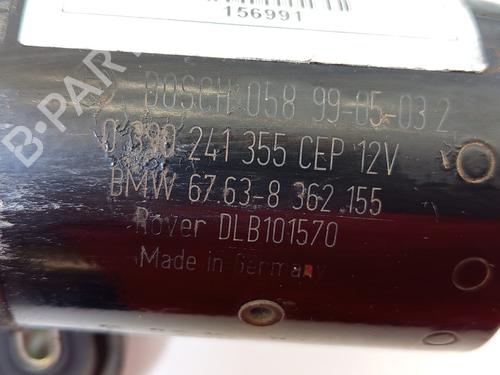 156991
B-PARTS
BOSCH 058 99-05-03 2
0 390 241 355 CEP 12V
BMW 67.63-8 362 155
Rover DLB101570
Made in Germany